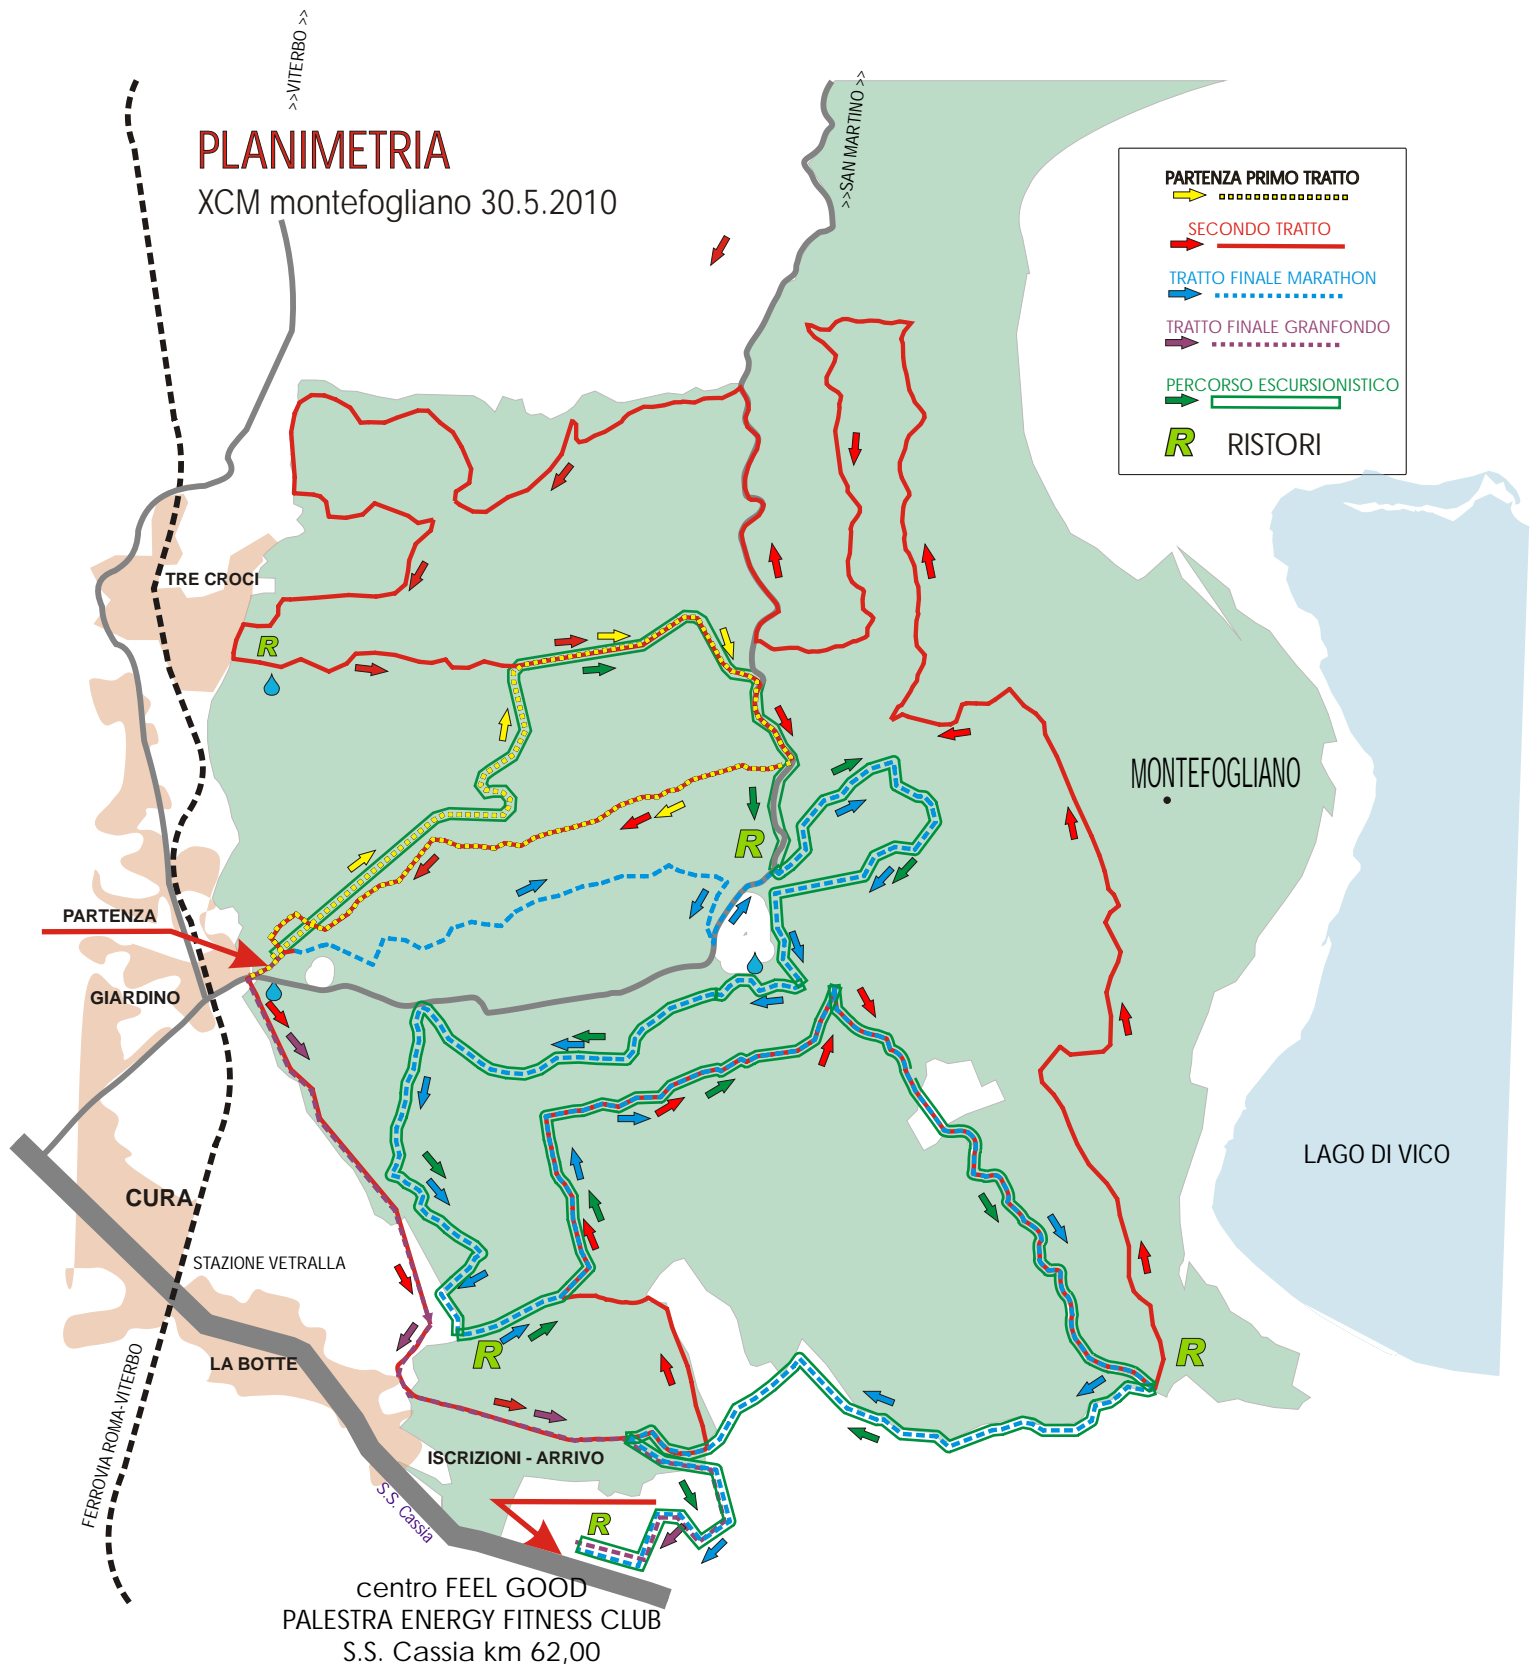 >>VITERBO >>
PLANIMETRIA
XCM montefogliano 30.5.2010
>>SAN MARTINO >>
PARTENZA PRIMO TRATTO
SECONDO TRATTO
TRATTO FINALE MARATHON
TRATTO FINALE GRANFONDO
PERCORSO ESCURSIONISTICO
R RISTORI
TRE CROCI
R
MONTEFOGLIANO
R
PARTENZA
GIARDINO
LAGO DI VICO
CURA
STAZIONE VETRALLA
LA BOTTE
R
R
FERROVIA ROMA-VITERBO
ISCRIZIONI - ARRIVO
S.S. Cassia
R
centro FEEL GOOD
PALESTRA ENERGY FITNESS CLUB
S.S. Cassia km 62,00